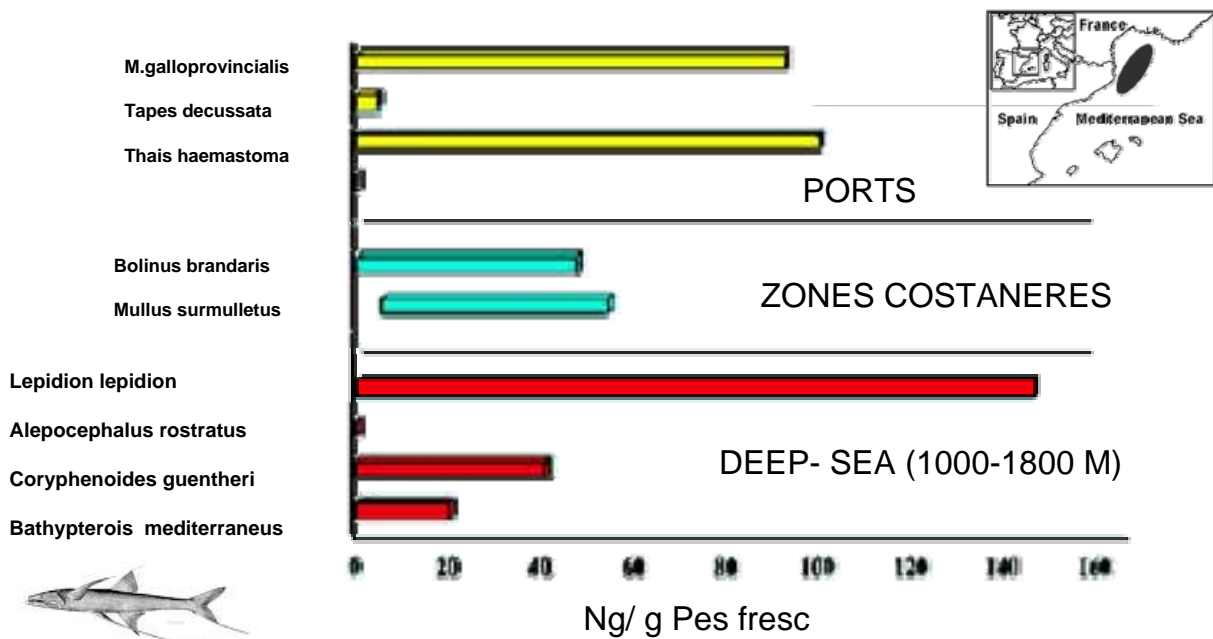 France
Spain
Mediterranean Sea
M.galloprovincialis
Tapes decussata
Thais haemastoma
PORTS
Bolinus brandaris
Mullus surmulletus
ZONES COSTANERES
Lepidion lepidion
Alepocephalus rostratus
Coryphenoides guentheri
Bathypterois mediterraneus
DEEP- SEA (1000-1800 M)
0 20 40 60 80 100 120 140 160
Ng/ g Pes fresc